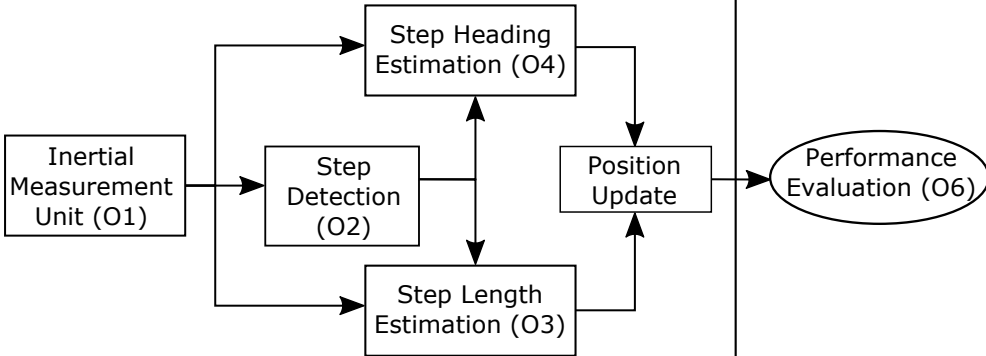 Step Heading
Estimation (O4)
Inertial
Measurement
Unit (O1)
Step
Detection
(O2)
Position
Update
Performance
Evaluation (O6)
Step Length
Estimation (O3)